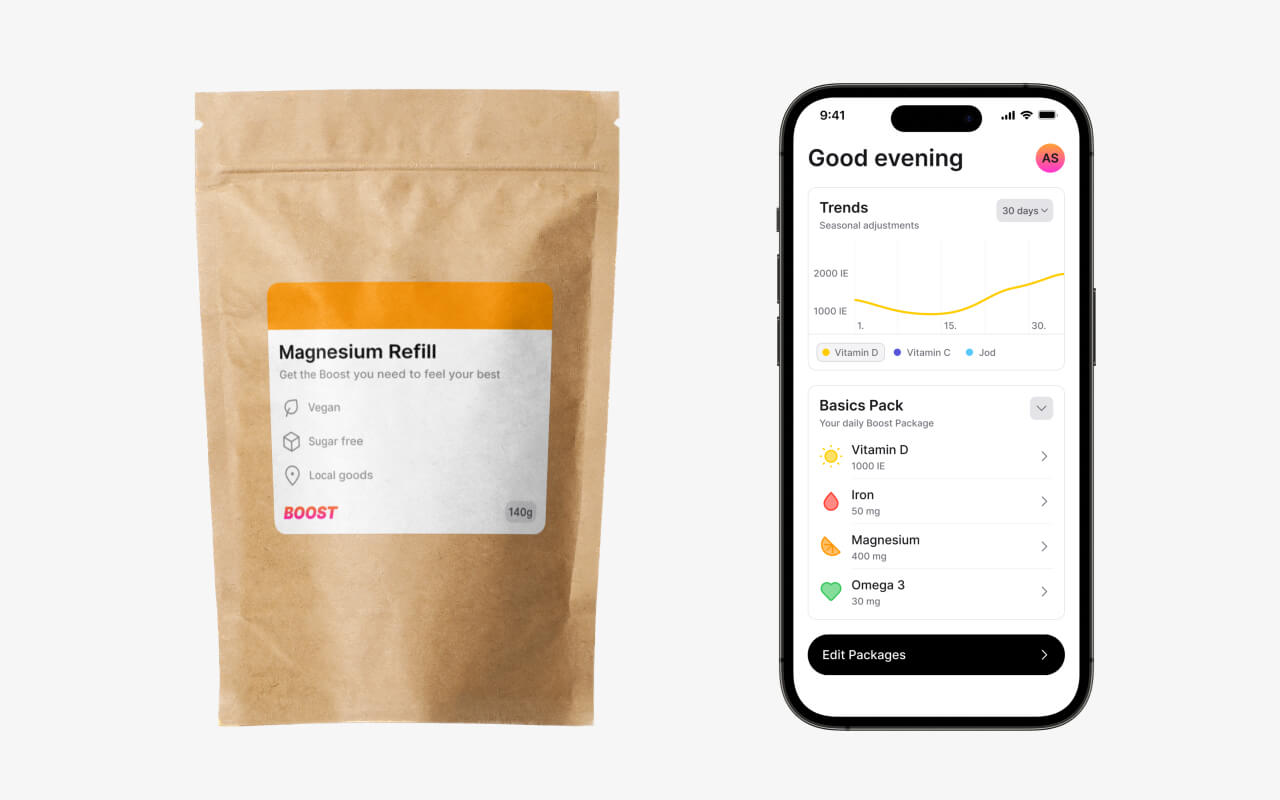 Magnesium Refill
Get the Boost you need to feel your best
Vegan
Sugar free
Local goods
BOOST
140g
9:41
Good evening
AS
Trends
30 days
Seasonal adjustments
2000 IE
1000 IE
1.
15.
30.
Vitamin D
Vitamin C
Jod
Basics Pack
Your daily Boost Package
Vitamin D
1000 IE
Iron
50 mg
Magnesium
400 mg
Omega 3
30 mg
Edit Packages